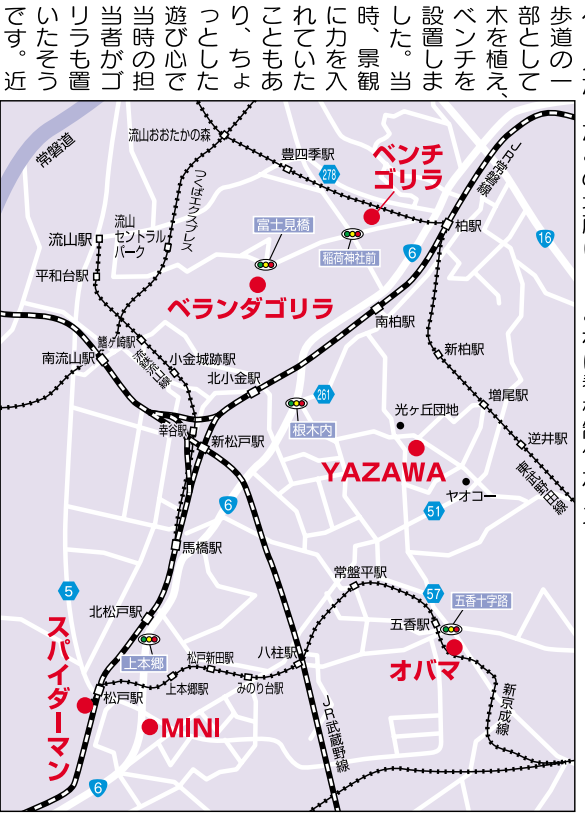 歩道の一
部として
木を植え、
ベンチを
設置しま
した。当
時、景観
に力を入
れていた
こともあ
り、ちょ
っとした
遊び心で
当時の担
当者がゴ
リラも置
いたそう
です。近
常磐道
流山おおたかの森
豊四季駅
278
ベンチ
ゴリラ
JR常磐線
16
つくばエクスプレス
富士見橋
稲荷神社前
6
柏駅
流山駅
流山
セントラル
パーク
平和台駅
ベランダゴリラ
南柏駅
鰭ヶ崎駅
南流山駅
流鉄流山線
小金城跡駅
北小金駅
新柏駅
261
根木内
光ヶ丘団地
増尾駅
幸谷駅
新松戸駅
YAZAWA
逆井駅
ヤオコー
東武野田線
6
51
馬橋駅
常盤平駅
5
57
五香十字路
北松戸駅
五香駅
上本郷
松戸新田駅
八柱駅
オバマ
スパイダーマン
松戸駅
上本郷駅
みのり台駅
新京成線
MINI
JR武蔵野線
6